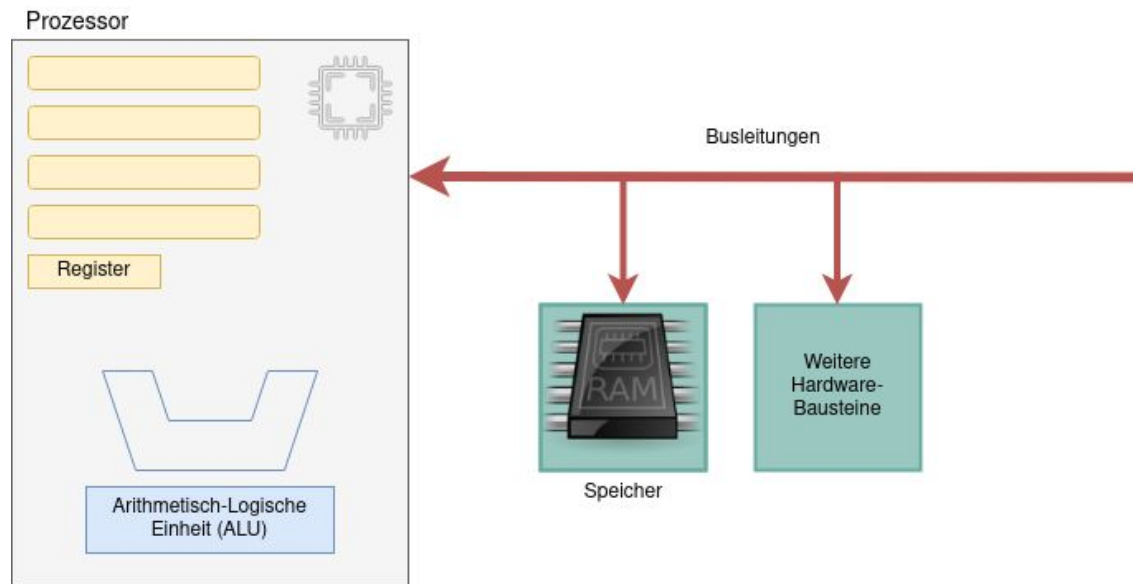 Prozessor
Busleitungen
Register
RAM
Weitere
Hardware-
Bausteine
Speicher
Arithmetisch-Logische
Einheit (ALU)